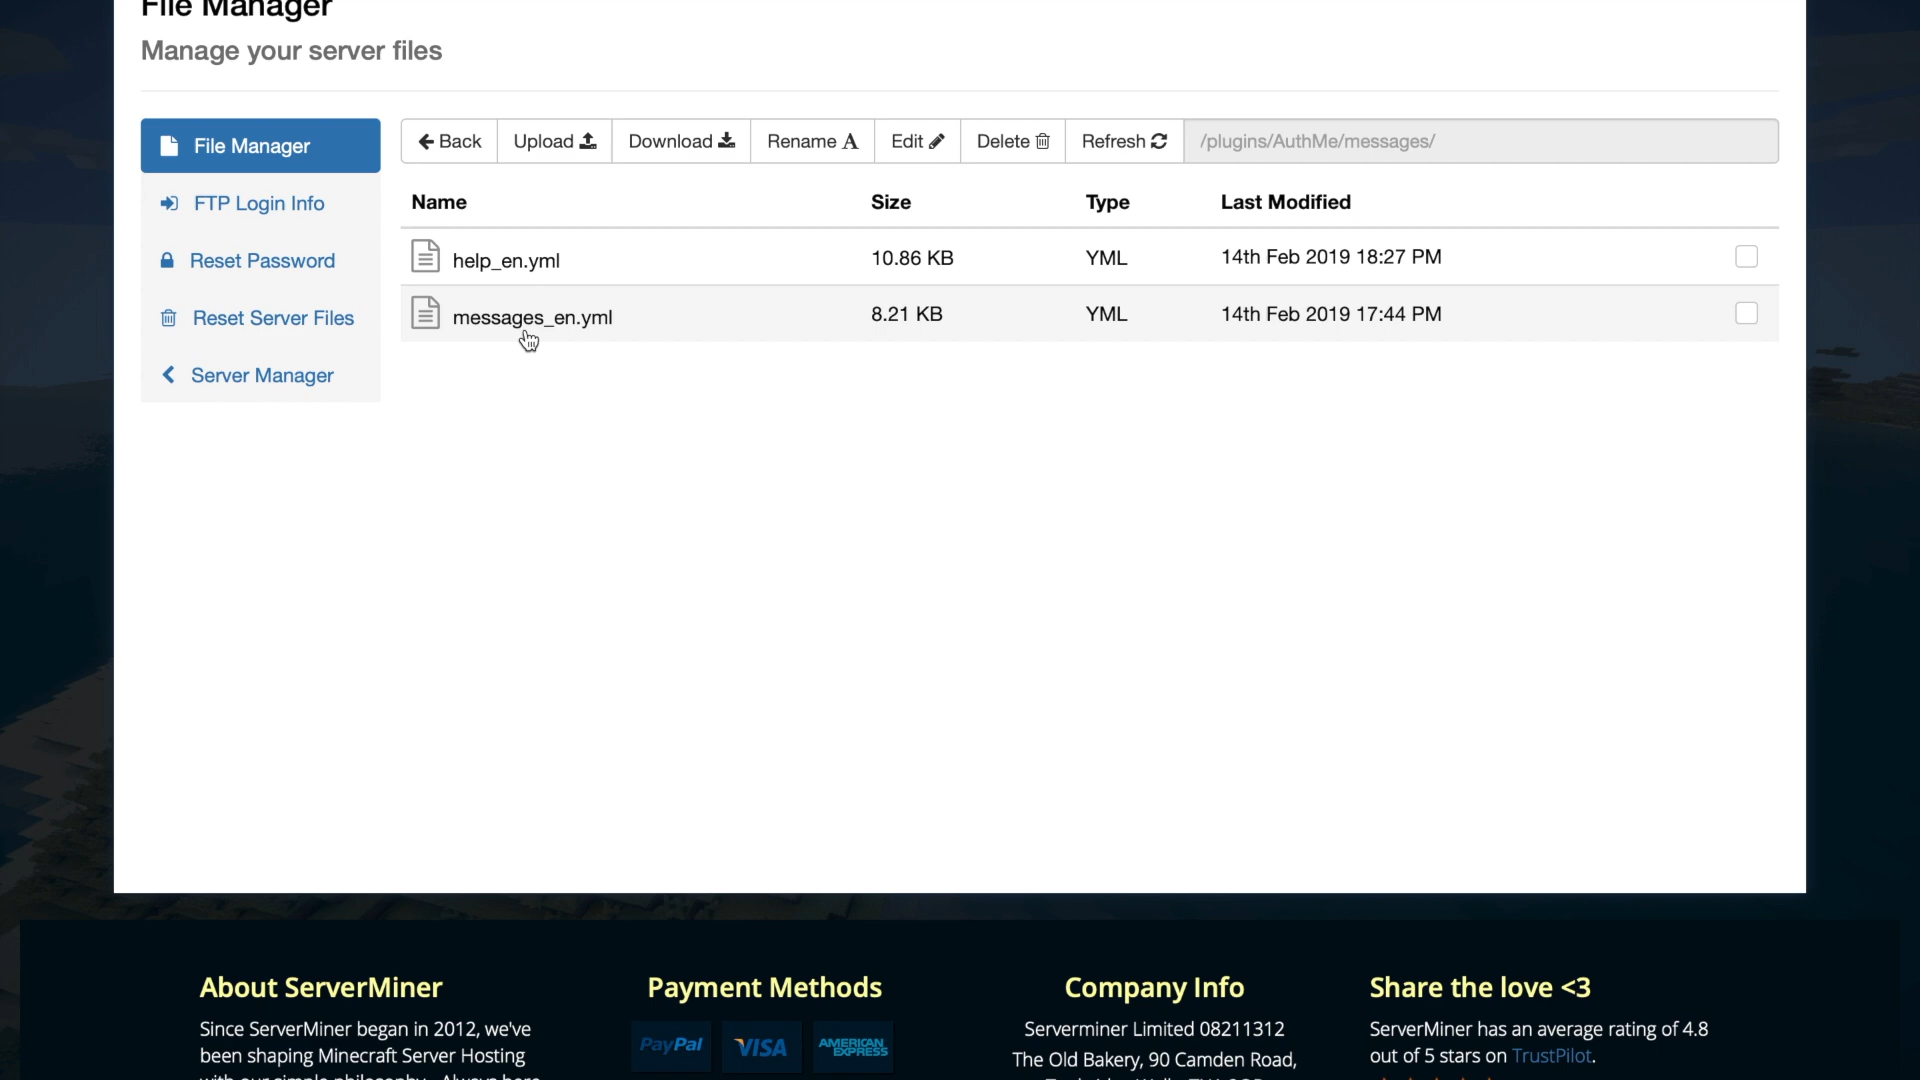 File Manager
Manage your server files
File Manager
FTP Login Info
Reset Password
Reset Server Files
Server Manager
Back Upload Download Rename Edit Delete Refresh /plugins/AuthMe/messages/
Name Size Type Last Modified
help_en.yml 10.86 KB YML 14th Feb 2019 18:27 PM
messages_en.yml 8.21 KB YML 14th Feb 2019 17:44 PM
About ServerMiner
Since ServerMiner began in 2012, we've
been shaping Minecraft Server Hosting
Payment Methods
PayPal VISA AMERICAN EXPRESS
Company Info
Serverminer Limited 08211312
The Old Bakery, 90 Camden Road,
Share the love <3
ServerMiner has an average rating of 4.8
out of 5 stars on TrustPilot.